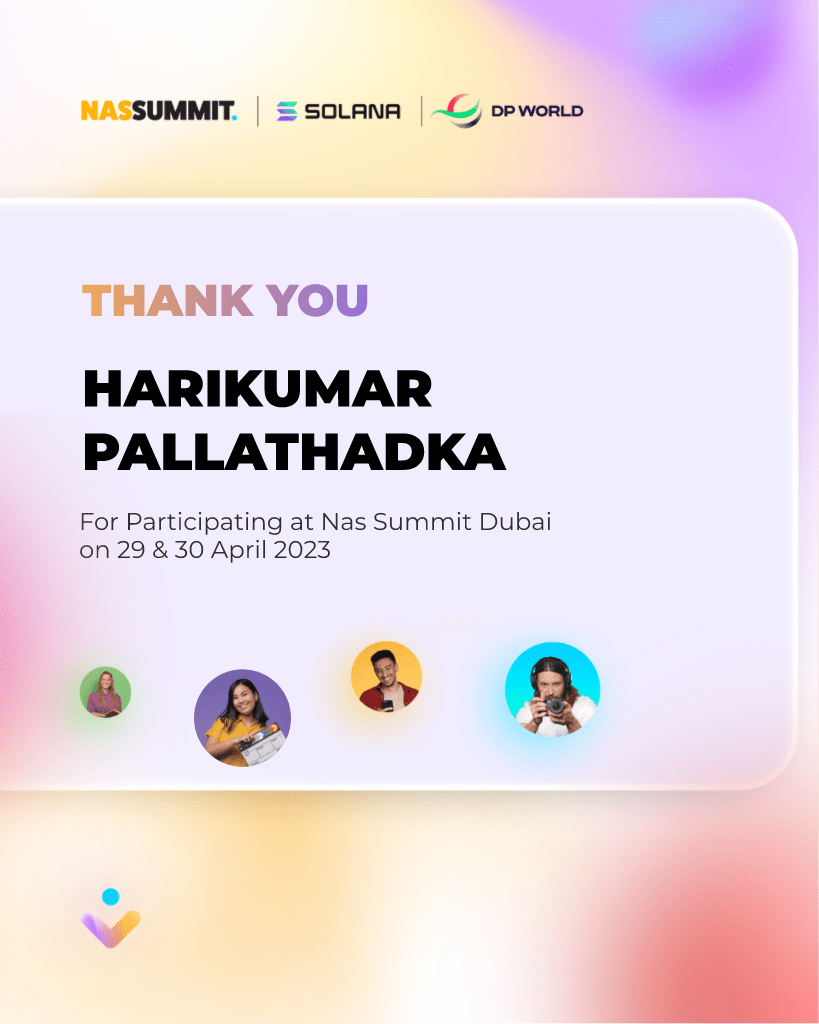 NASSUMMIT. SOLANA DP WORLD
THANK YOU
HARIKUMAR
PALLATHADKA
For Participating at Nas Summit Dubai
on 29 & 30 April 2023